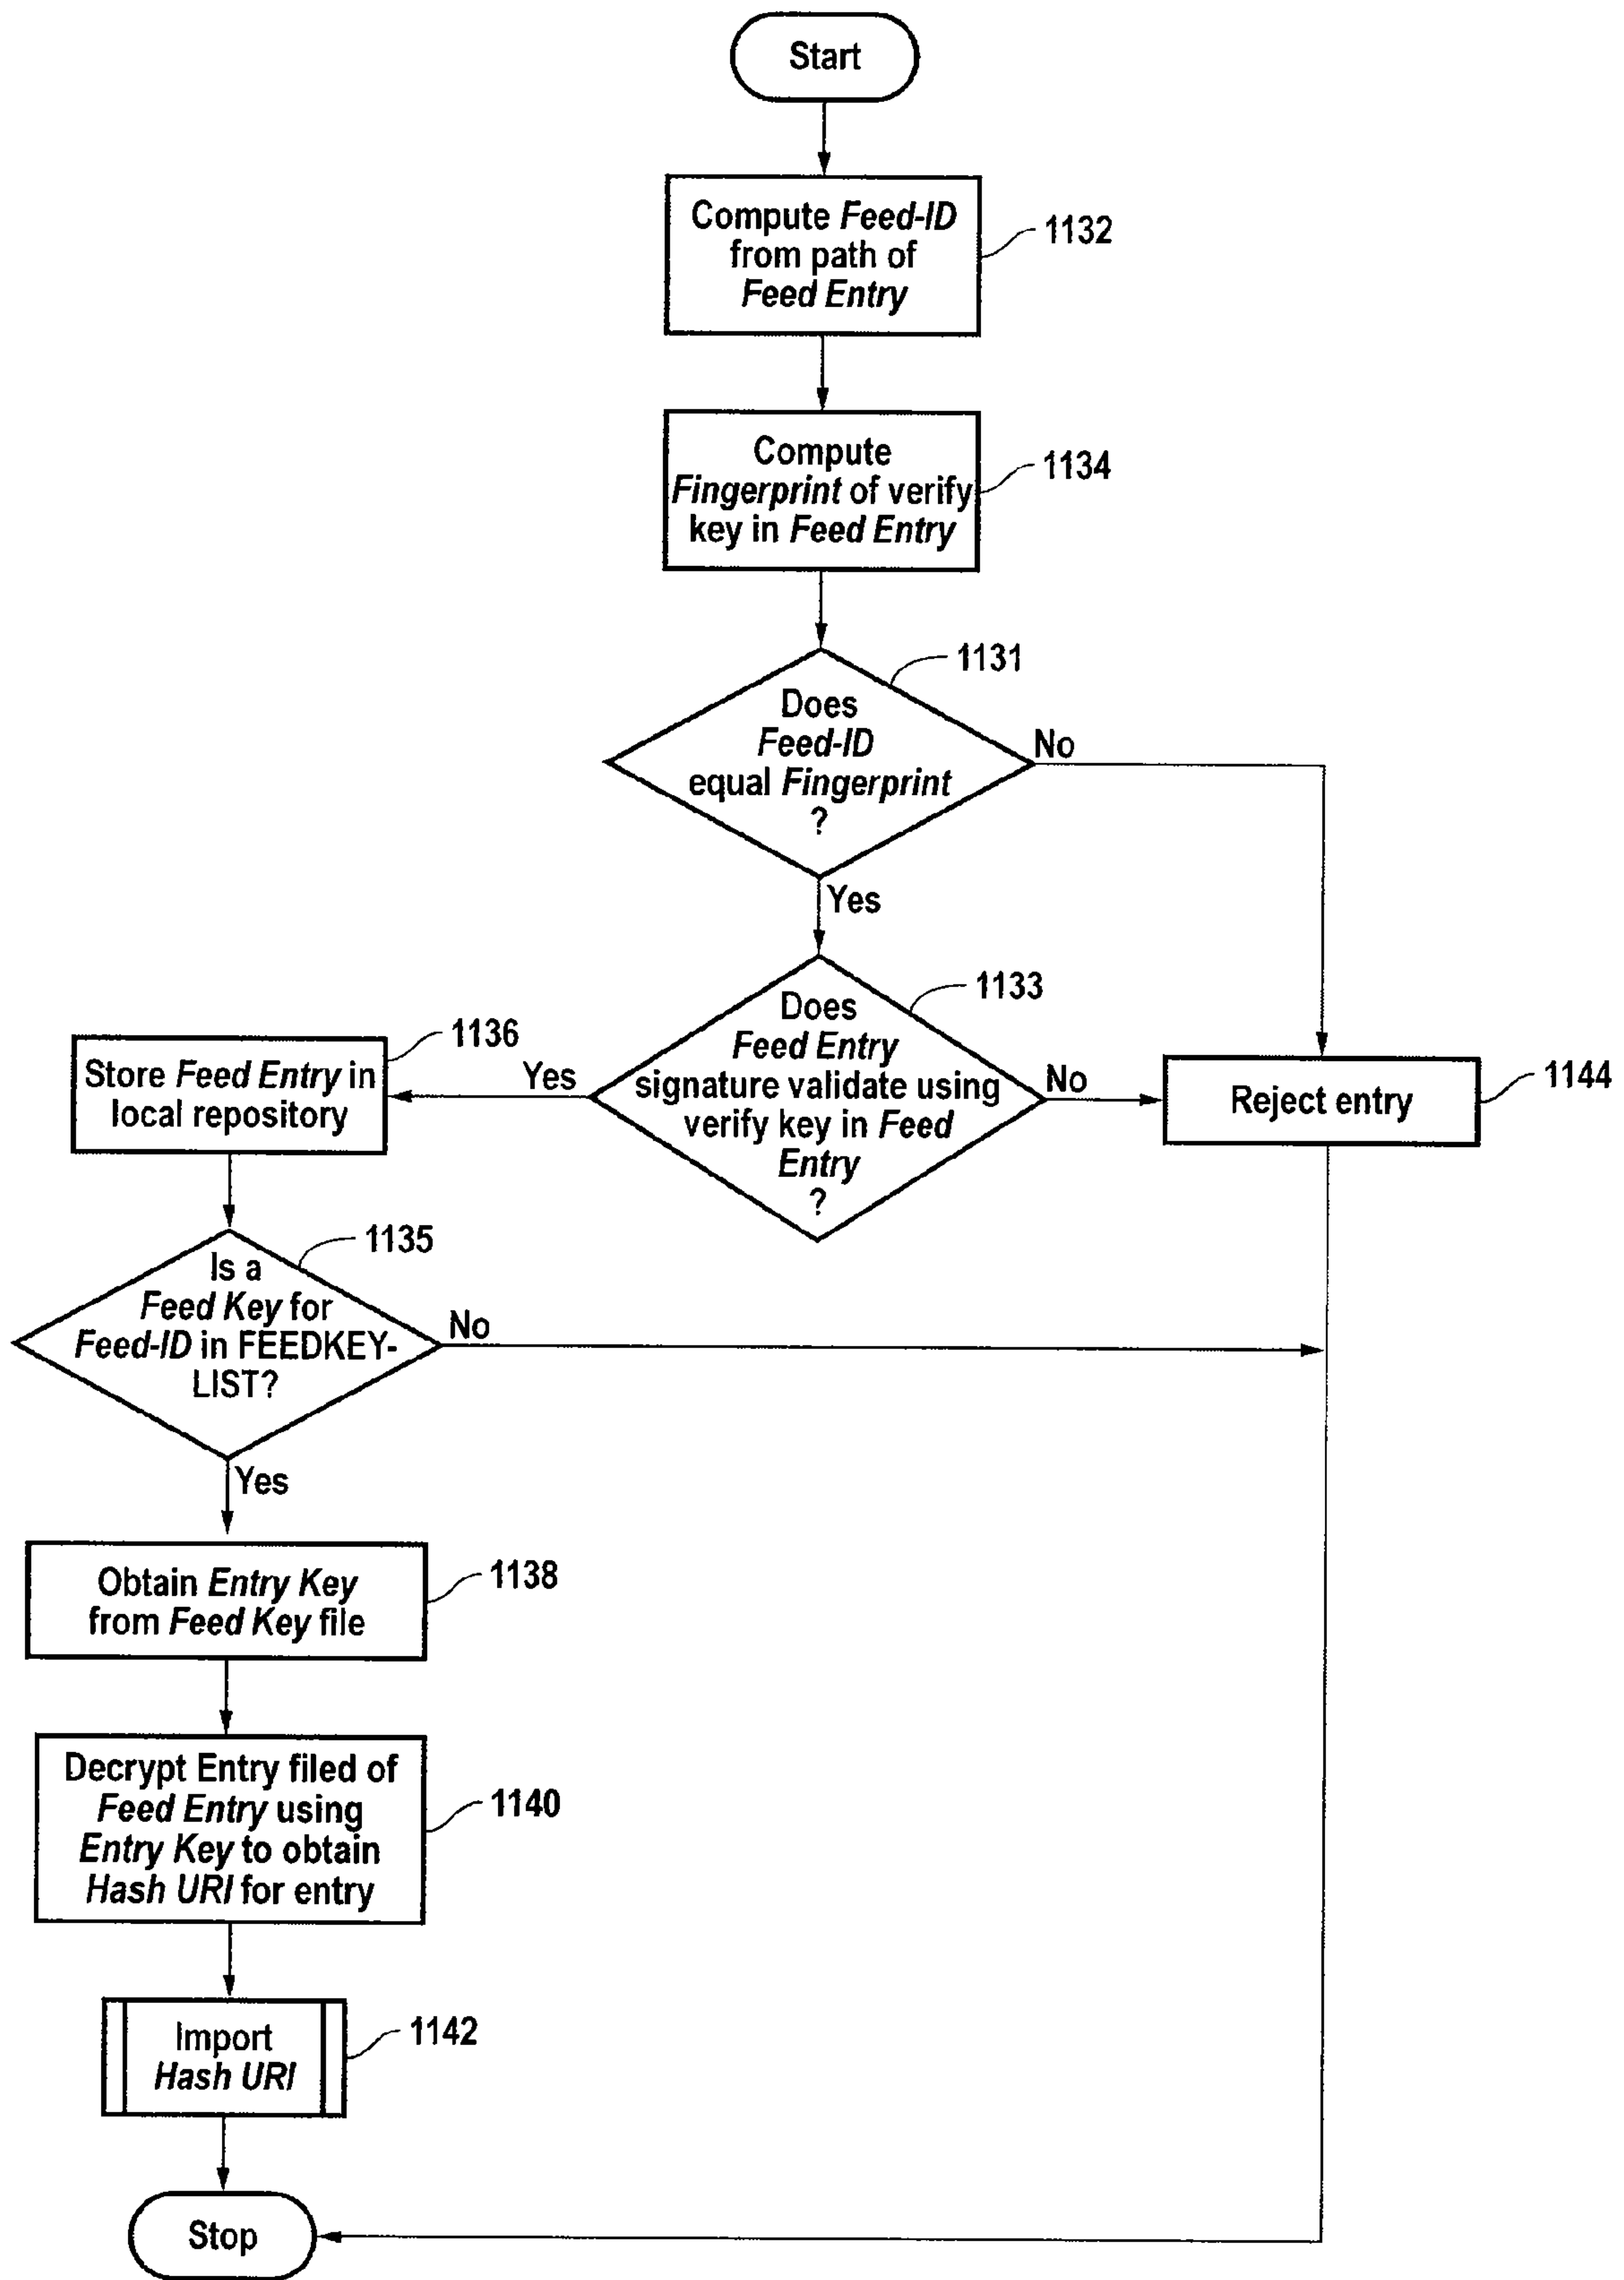 Start
Compute Feed-ID
from path of
Feed Entry
1132
Compute
Fingerprint of verify
key in Feed Entry
1134
Does
Feed-ID
equal Fingerprint
?
1131
No
Yes
Does
Feed Entry
signature validate using
verify key in Feed
Entry
?
1133
Yes
No
Store Feed Entry in
local repository
1136
Reject entry
1144
Is a
Feed Key for
Feed-ID in FEEDKEY-
LIST?
1135
No
Yes
Obtain Entry Key
from Feed Key file
1138
Decrypt Entry filed of
Feed Entry using
Entry Key to obtain
Hash URI for entry
1140
Import
Hash URI
1142
Stop